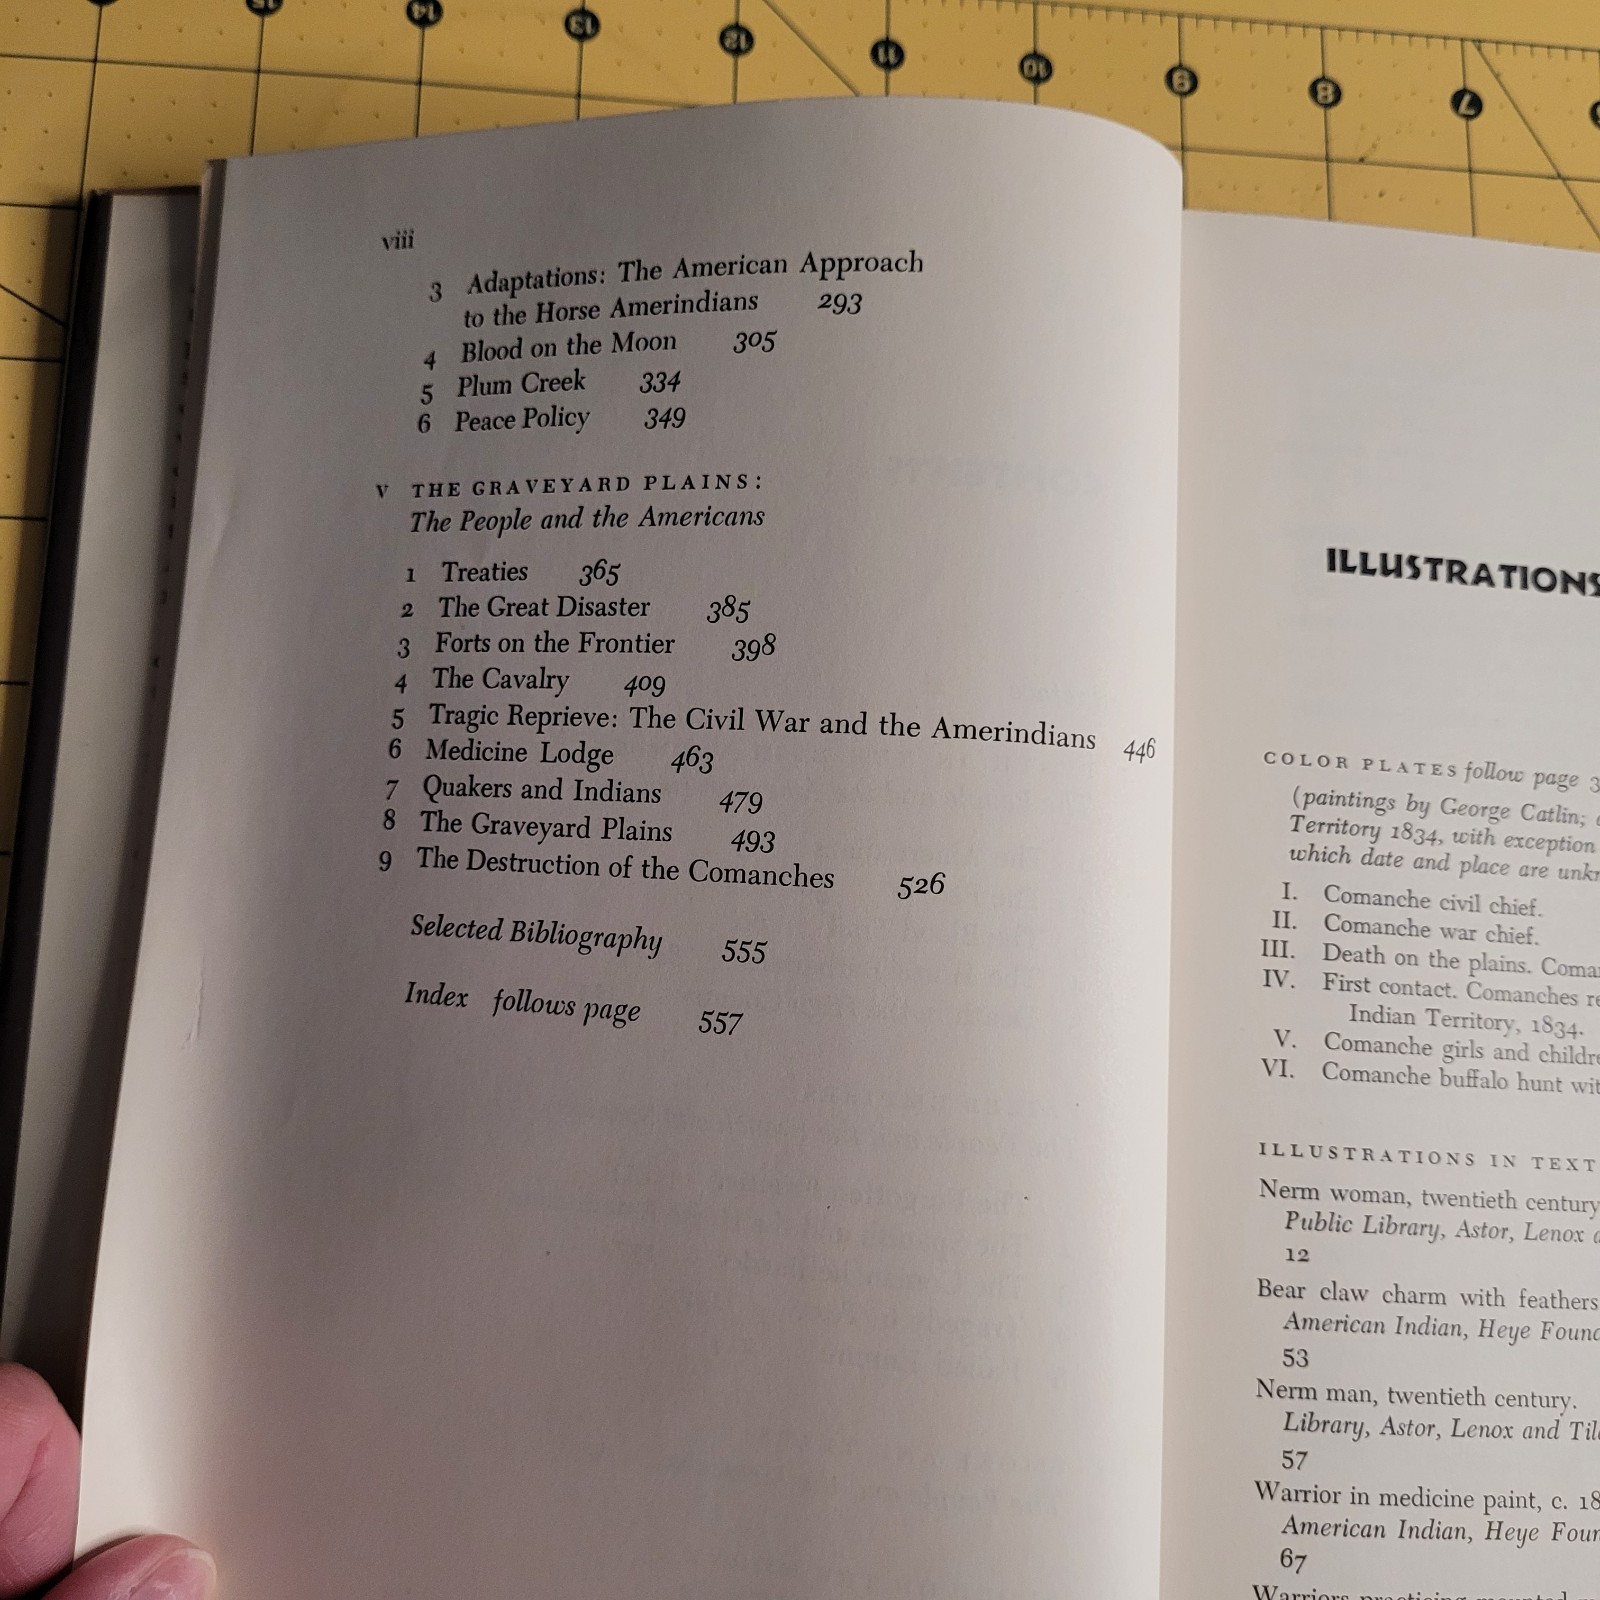 15
14
13
12
11
10
9
8
7
viii
3 Adaptations: The American Approach
to the Horse Amerindians 293
4 Blood on the Moon 305
5 Plum Creek 334
6 Peace Policy 349
V THE GRAVEYARD PLAINS:
The People and the Americans
1 Treaties 365
2 The Great Disaster 385
3 Forts on the Frontier 398
4 The Cavalry 409
5 Tragic Reprieve: The Civil War and the Amerindians 446
6 Medicine Lodge 463
7 Quakers and Indians 479
8 The Graveyard Plains 493
9 The Destruction of the Comanches 526
Selected Bibliography 555
Index follows page 557
ILLUSTRATIONS
COLOR PLATES follow page
(paintings by George Catlin;
Territory 1834, with exception
which date and place are
I. Comanche civil chief.
II. Comanche war chief.
III. Death on the plains.
IV. First contact. Comanches
Indian Territory, 1834.
V. Comanche girls and
VI. Comanche buffalo hunt
ILLUSTRATIONS IN TEXT
Nerm woman, twentieth century
Public Library, Astor, Lenox
12
Bear claw charm with feathers
American Indian, Heye
53
Nerm man, twentieth century.
Library, Astor, Lenox and
57
Warrior in medicine paint, c.
American Indian, Heye
67